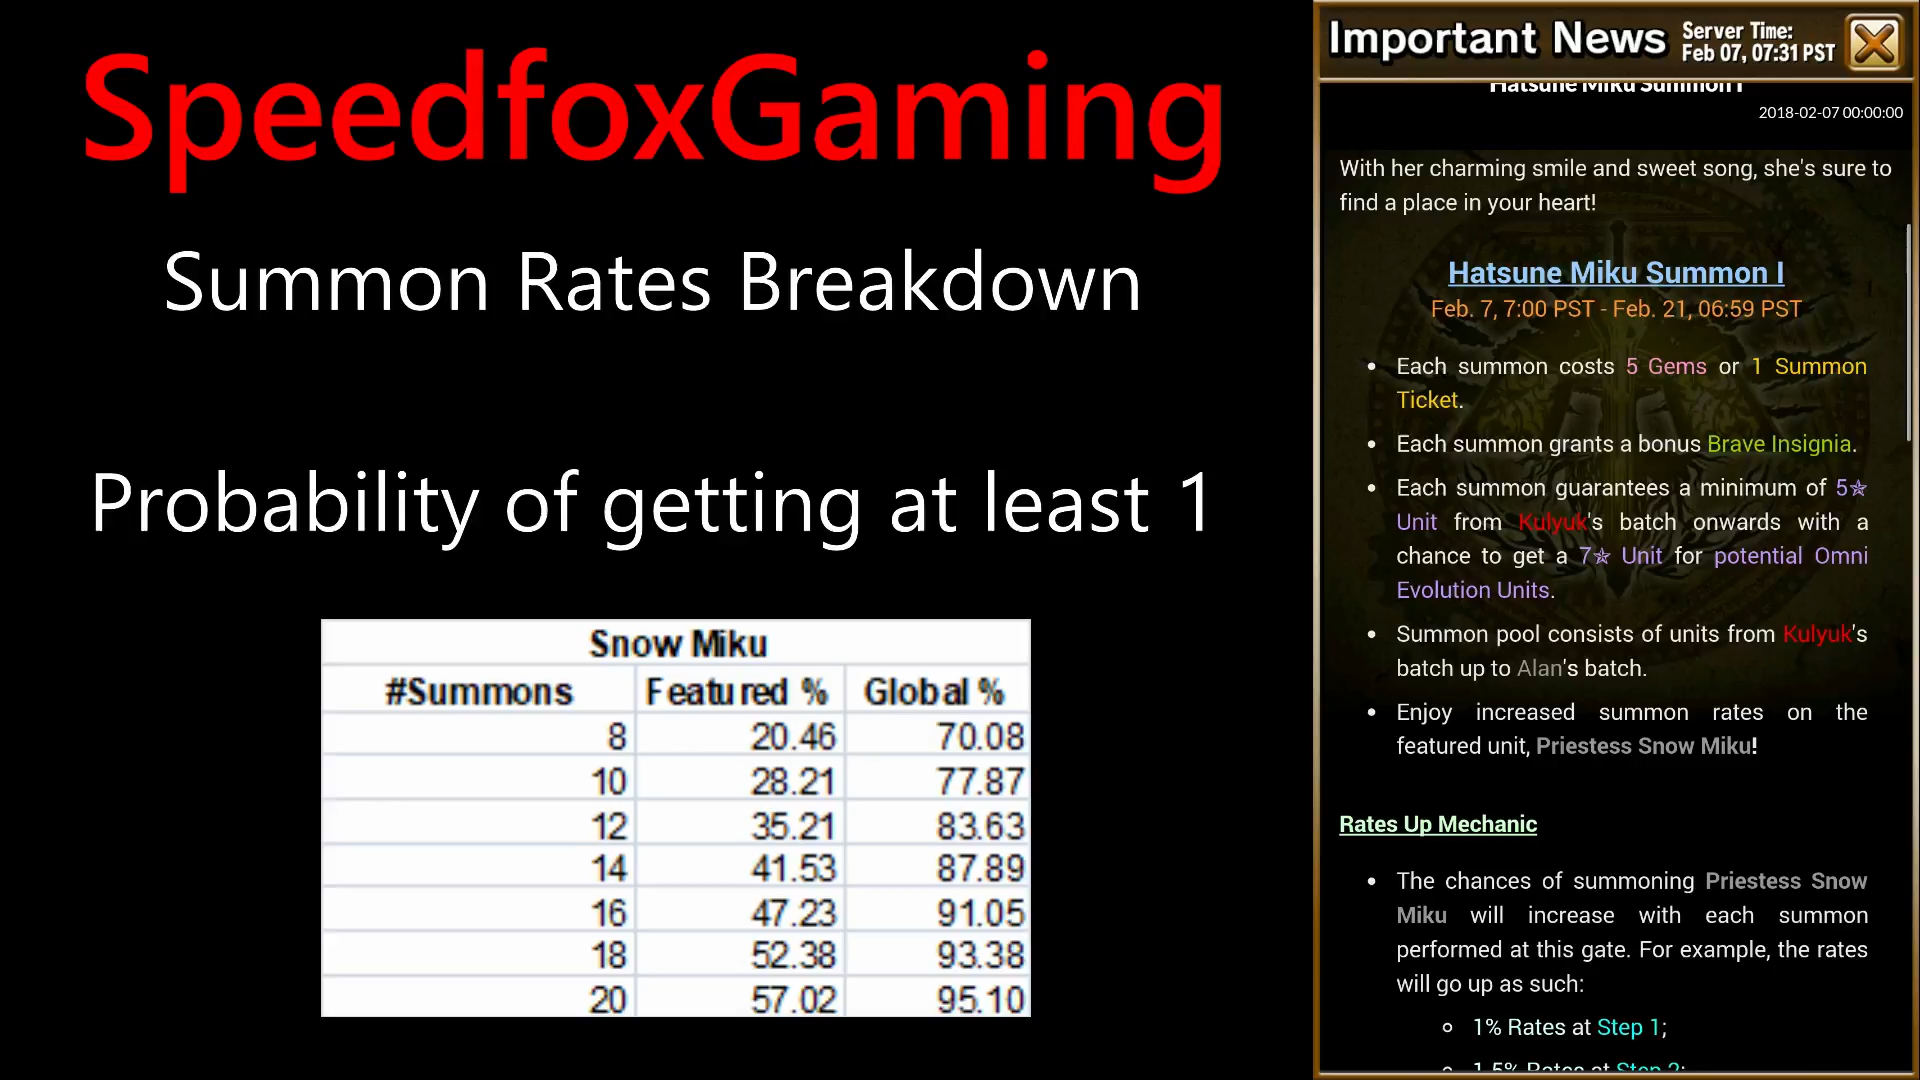 SpeedfoxGaming
Summon Rates Breakdown
Probability of getting at least 1
Snow Miku
#Summons Featured % Global %
8 20.46 70.08
10 28.21 77.87
12 35.21 83.63
14 41.53 87.89
16 47.23 91.05
18 52.38 93.38
20 57.02 95.10
Important News
Server Time:
Feb 07, 07:31 PST
Hatsune Miku Summon I
2018-02-07 00:00:00
With her charming smile and sweet song, she's sure to
find a place in your heart!
Hatsune Miku Summon I
Feb. 7, 7:00 PST - Feb. 21, 06:59 PST
• Each summon costs 5 Gems or 1 Summon
Ticket.
• Each summon grants a bonus Brave Insignia.
• Each summon guarantees a minimum of 5✮
Unit from Kulyuk's batch onwards with a
chance to get a 7✮ Unit for potential Omni
Evolution Units.
• Summon pool consists of units from Kulyuk's
batch up to Alan's batch.
• Enjoy increased summon rates on the
featured unit, Priestess Snow Miku!
Rates Up Mechanic
• The chances of summoning Priestess Snow
Miku will increase with each summon
performed at this gate. For example, the rates
will go up as such:
◦ 1% Rates at Step 1;
◦ 1.5% Rates at Step 2;